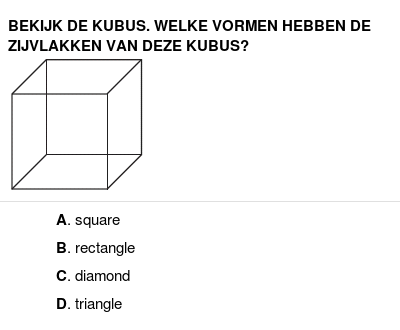 BEKIJK DE KUBUS. WELKE VORMEN HEBBEN DE
ZIJVLAKKEN VAN DEZE KUBUS?
A. square
B. rectangle
C. diamond
D. triangle